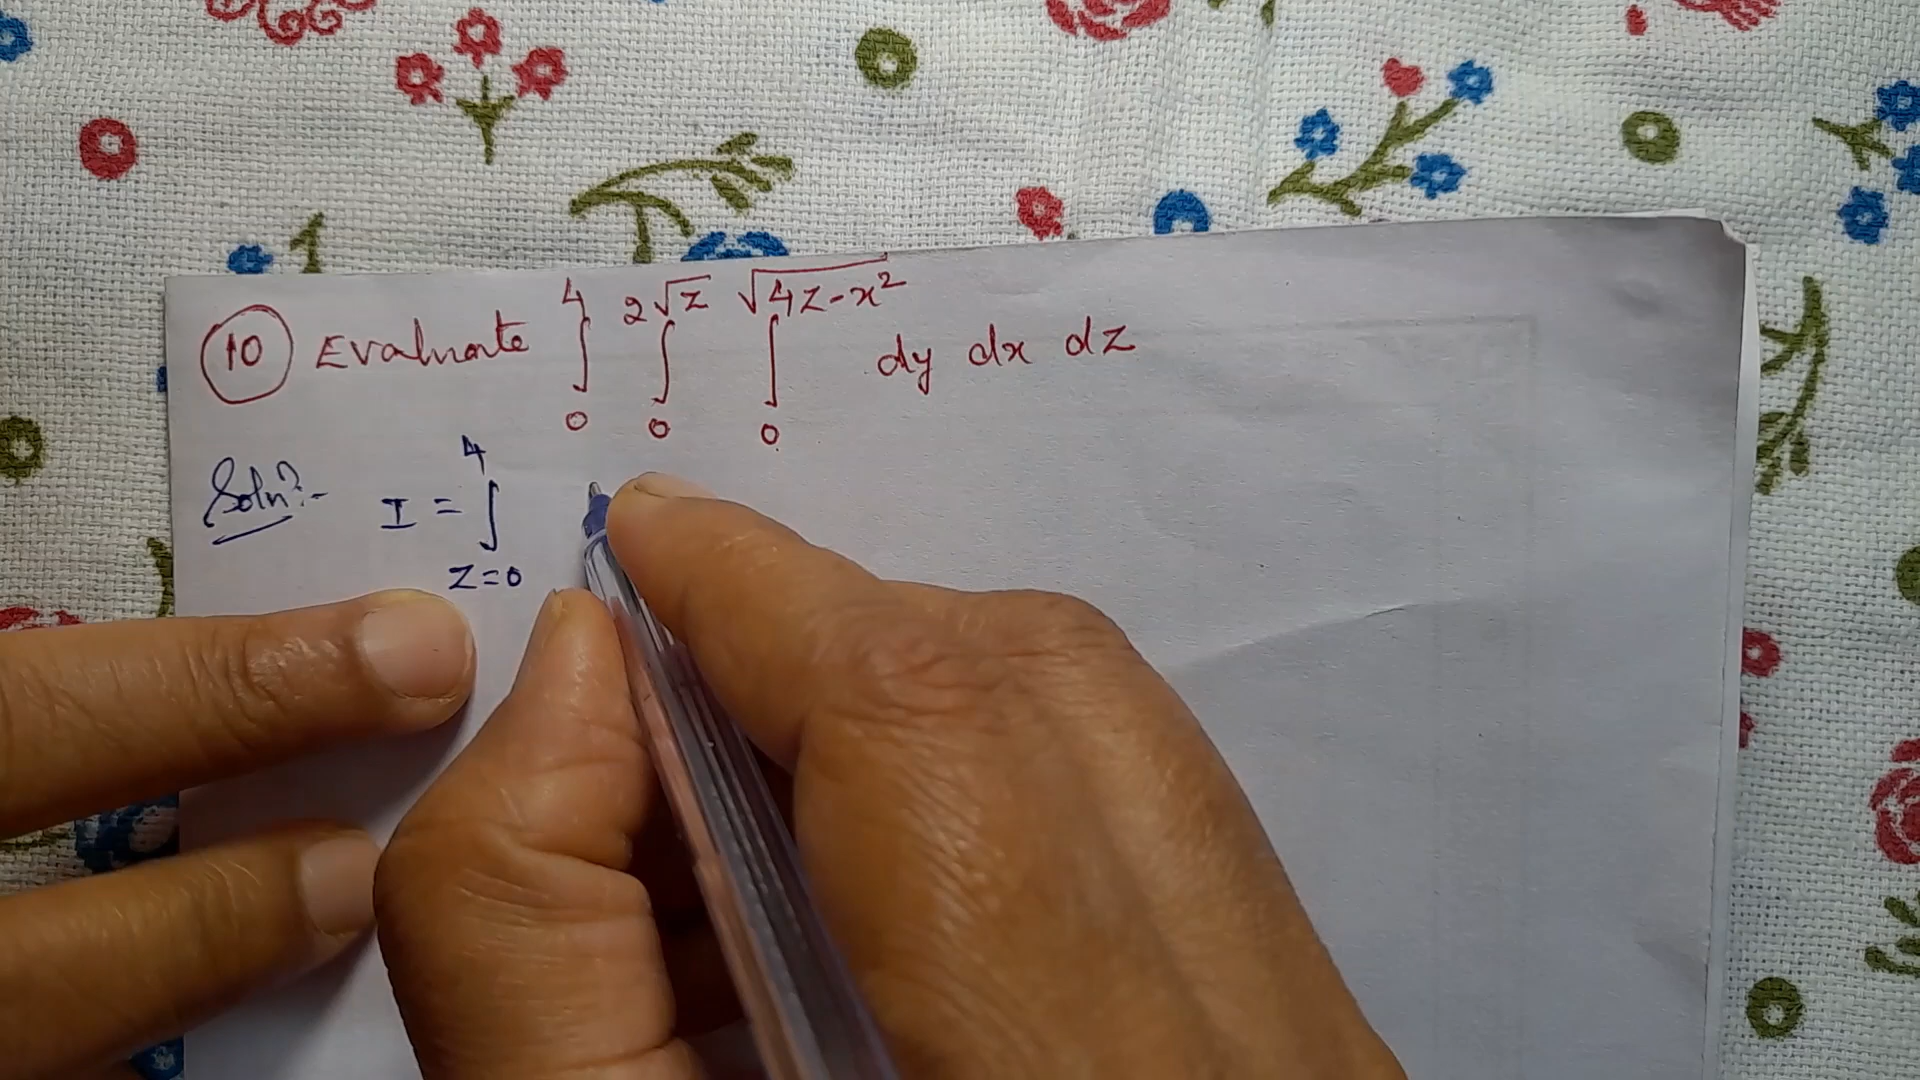 10 Evaluate ∫₀⁴ ∫₀^{2√z} ∫₀^{√(4z-x²)} dy dx dz
Soln:- I = ∫_{z=0}^{4}